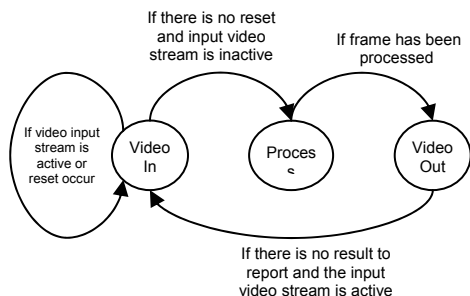 If there is no reset
and input video
stream is inactive
If frame has been
processed
If video input
stream is
active or
reset occur
Video
In
Proces
s
Video
Out
If there is no result to
report and the input
video stream is active